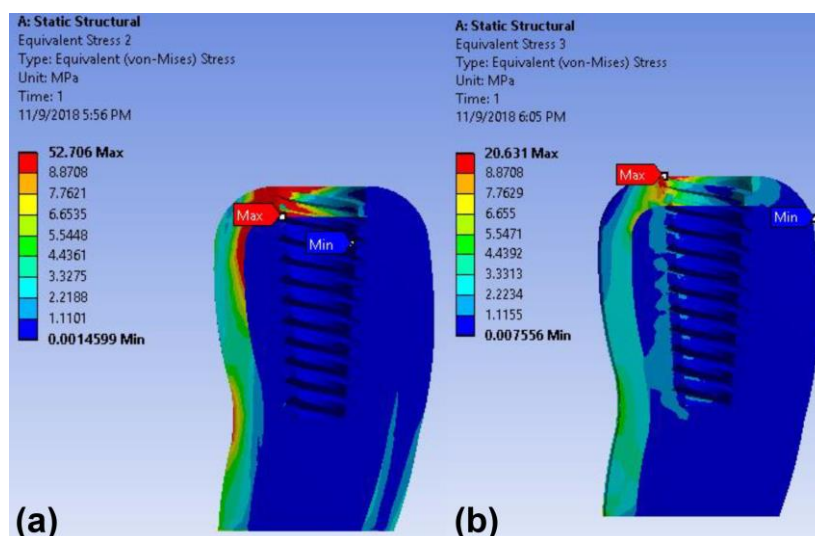 A: Static Structural
Equivalent Stress 2
Type: Equivalent (von-Mises) Stress
Unit: MPa
Time: 1
11/9/2018 5:56 PM
52.706 Max
8.8708
7.7621
6.6535
5.5448
4.4361
3.3275
2.2188
1.1101
0.0014599 Min
Max
Min
(a)
A: Static Structural
Equivalent Stress 3
Type: Equivalent (von-Mises) Stress
Unit: MPa
Time: 1
11/9/2018 6:05 PM
20.631 Max
8.8708
7.7629
6.655
5.5471
4.4392
3.3313
2.2234
1.1155
0.007556 Min
Max
Min
(b)